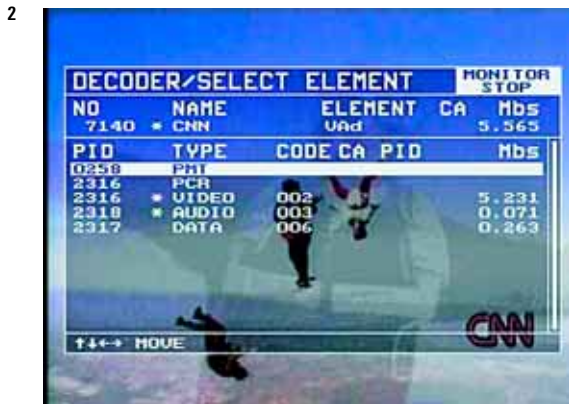 2
DECODER/SELECT ELEMENT MONITOR STOP
NO NAME ELEMENT CA Mbs
7140 * CNN VAd 5.565
PID TYPE CODE CA PID Mbs
0258 PMT
2316 PCR
2316 * VIDEO 002 5.231
2318 * AUDIO 003 0.071
2317 DATA 006 0.263
↑↓←→ MOVE
CNN